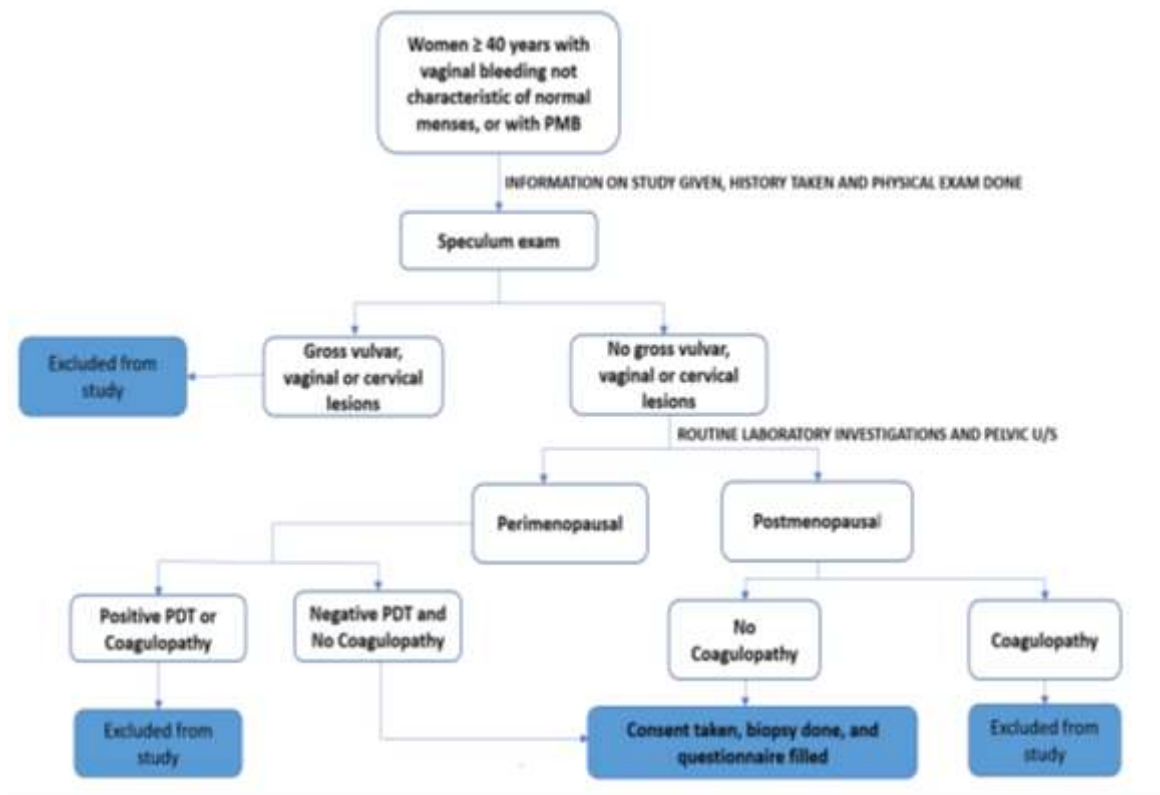 Women ≥ 40 years with
vaginal bleeding not
characteristic of normal
menses, or with PMB
INFORMATION ON STUDY GIVEN, HISTORY TAKEN AND PHYSICAL EXAM DONE
Speculum exam
Excluded from
study
Gross vulvar,
vaginal or cervical
lesions
No gross vulvar,
vaginal or cervical
lesions
ROUTINE LABORATORY INVESTIGATIONS AND PELVIC U/S
Perimenopausal
Postmenopausal
Positive PDT or
Coagulopathy
Negative PDT and
No Coagulopathy
No
Coagulopathy
Coagulopathy
Excluded from
study
Consent taken, biopsy done, and
questionnaire filled
Excluded from
study